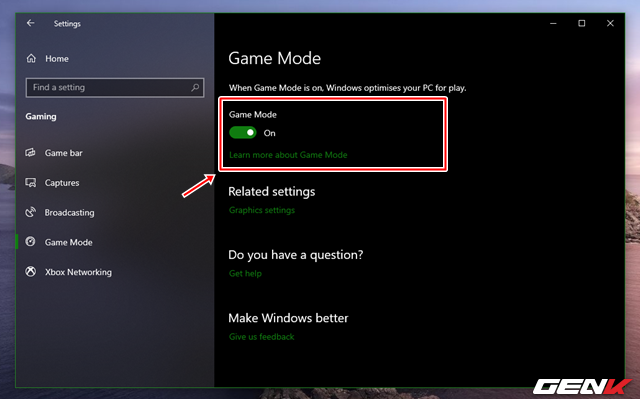 Settings
Home
Find a setting
Gaming
Game bar
Captures
Broadcasting
Game Mode
Xbox Networking
Game Mode
When Game Mode is on, Windows optimises your PC for play.
Game Mode
On
Learn more about Game Mode
Related settings
Graphics settings
Do you have a question?
Get help
Make Windows better
Give us feedback
GENK